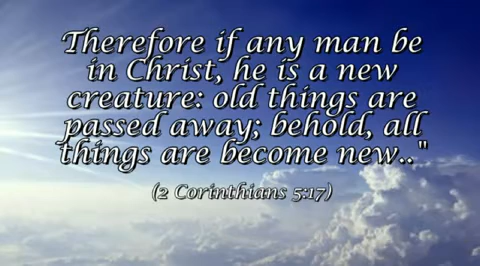 Therefore if any man be
in Christ, he is a new
creature: old things are
passed away; behold, all
things are become new.."
(2 Corinthians 5:17)